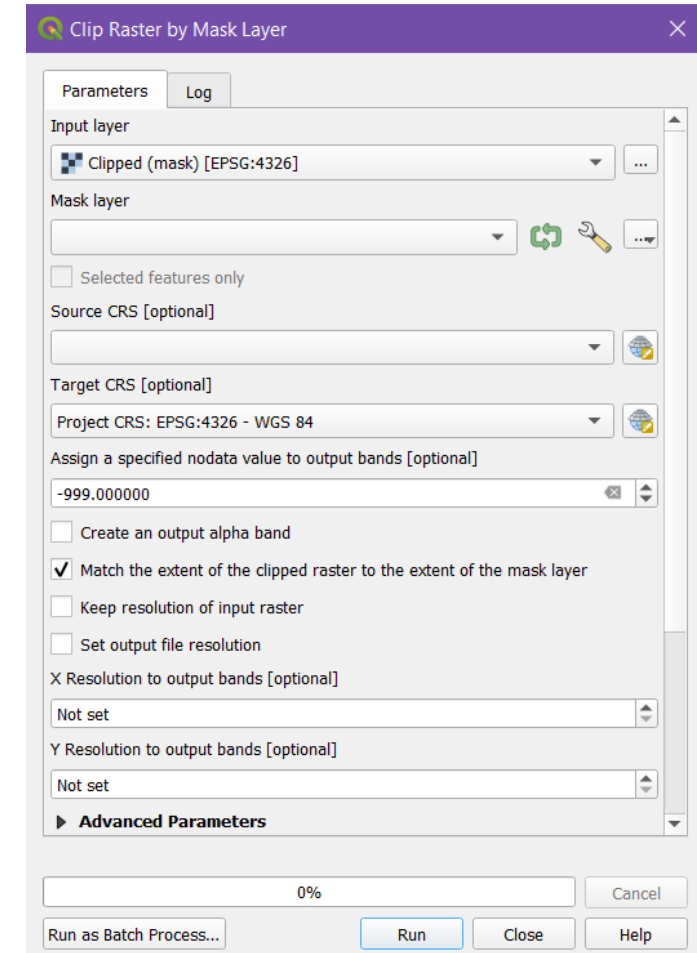 Clip Raster by Mask Layer
Parameters
Log
Input layer
Clipped (mask) [EPSG:4326]
...
Mask layer
...
Selected features only
Source CRS [optional]
Target CRS [optional]
Project CRS: EPSG:4326 - WGS 84
Assign a specified nodata value to output bands [optional]
-999.000000
Create an output alpha band
Match the extent of the clipped raster to the extent of the mask layer
Keep resolution of input raster
Set output file resolution
X Resolution to output bands [optional]
Not set
Y Resolution to output bands [optional]
Not set
Advanced Parameters
0%
Cancel
Run as Batch Process...
Run
Close
Help